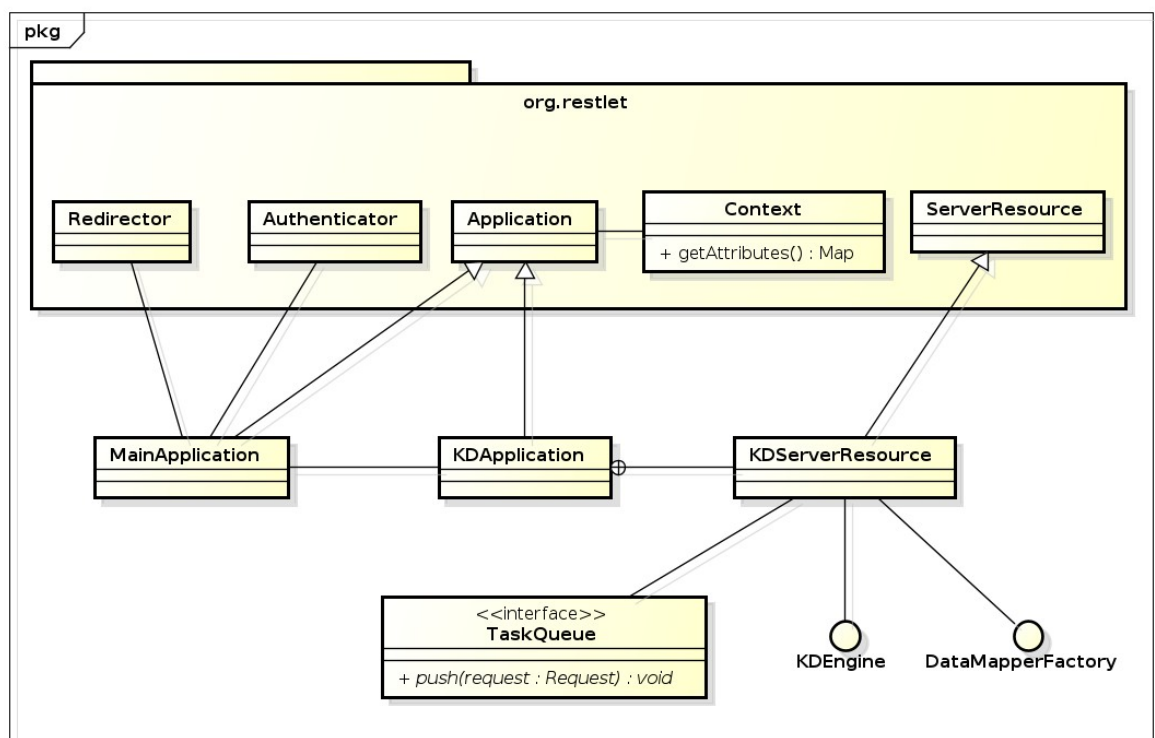 pkg
org.restlet
Redirector
Authenticator
Application
Context
+ getAttributes() : Map
ServerResource
MainApplication
KDApplication
KDServerResource
<<interface>>
TaskQueue
+ push(request : Request) : void
KDEngine
DataMapperFactory